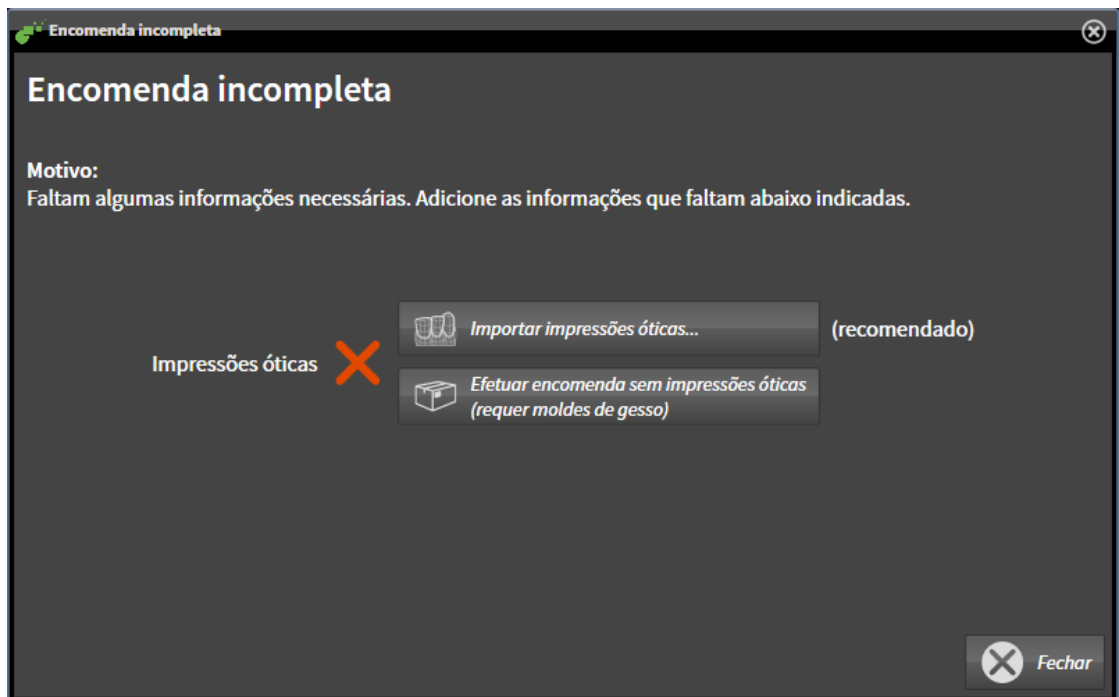 Encomenda incompleta
Encomenda incompleta
Motivo:
Faltam algumas informações necessárias. Adicione as informações que faltam abaixo indicadas.
Importar impressões óticas...
(recomendado)
Impressões óticas
Efetuar encomenda sem impressões óticas
(requer moldes de gesso)
Fechar